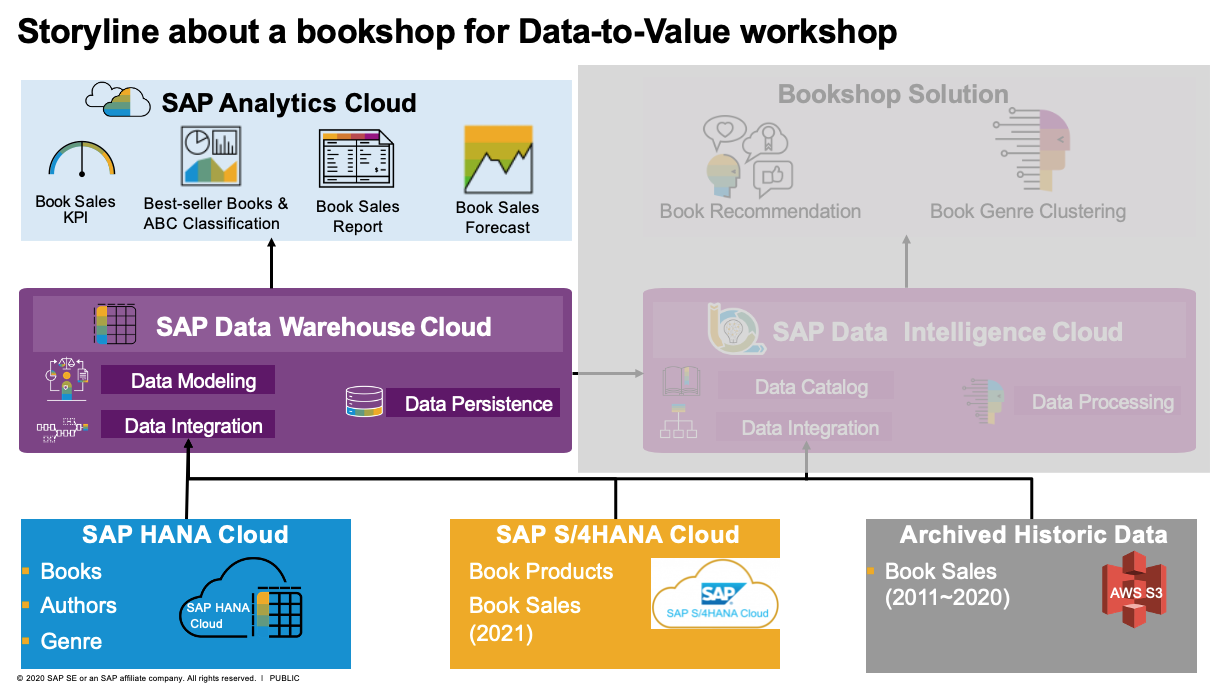 Storyline about a bookshop for Data-to-Value workshop
SAP Analytics Cloud
Book Sales
KPI
Best-seller Books &
ABC Classification
Book Sales
Report
Book Sales
Forecast
Bookshop Solution
Book Recommendation
Book Genre Clustering
SAP Data Warehouse Cloud
Data Modeling
Data Integration
Data Persistence
SAP Data Intelligence Cloud
Data Catalog
Data Integration
Data Processing
SAP HANA Cloud
Books
Authors
Genre
SAP HANA
Cloud
SAP S/4HANA Cloud
Book Products
Book Sales
(2021)
SAP
SAP S/4HANA Cloud
Archived Historic Data
Book Sales
(2011~2020)
AWS S3
© 2020 SAP SE or an SAP affiliate company. All rights reserved. | PUBLIC